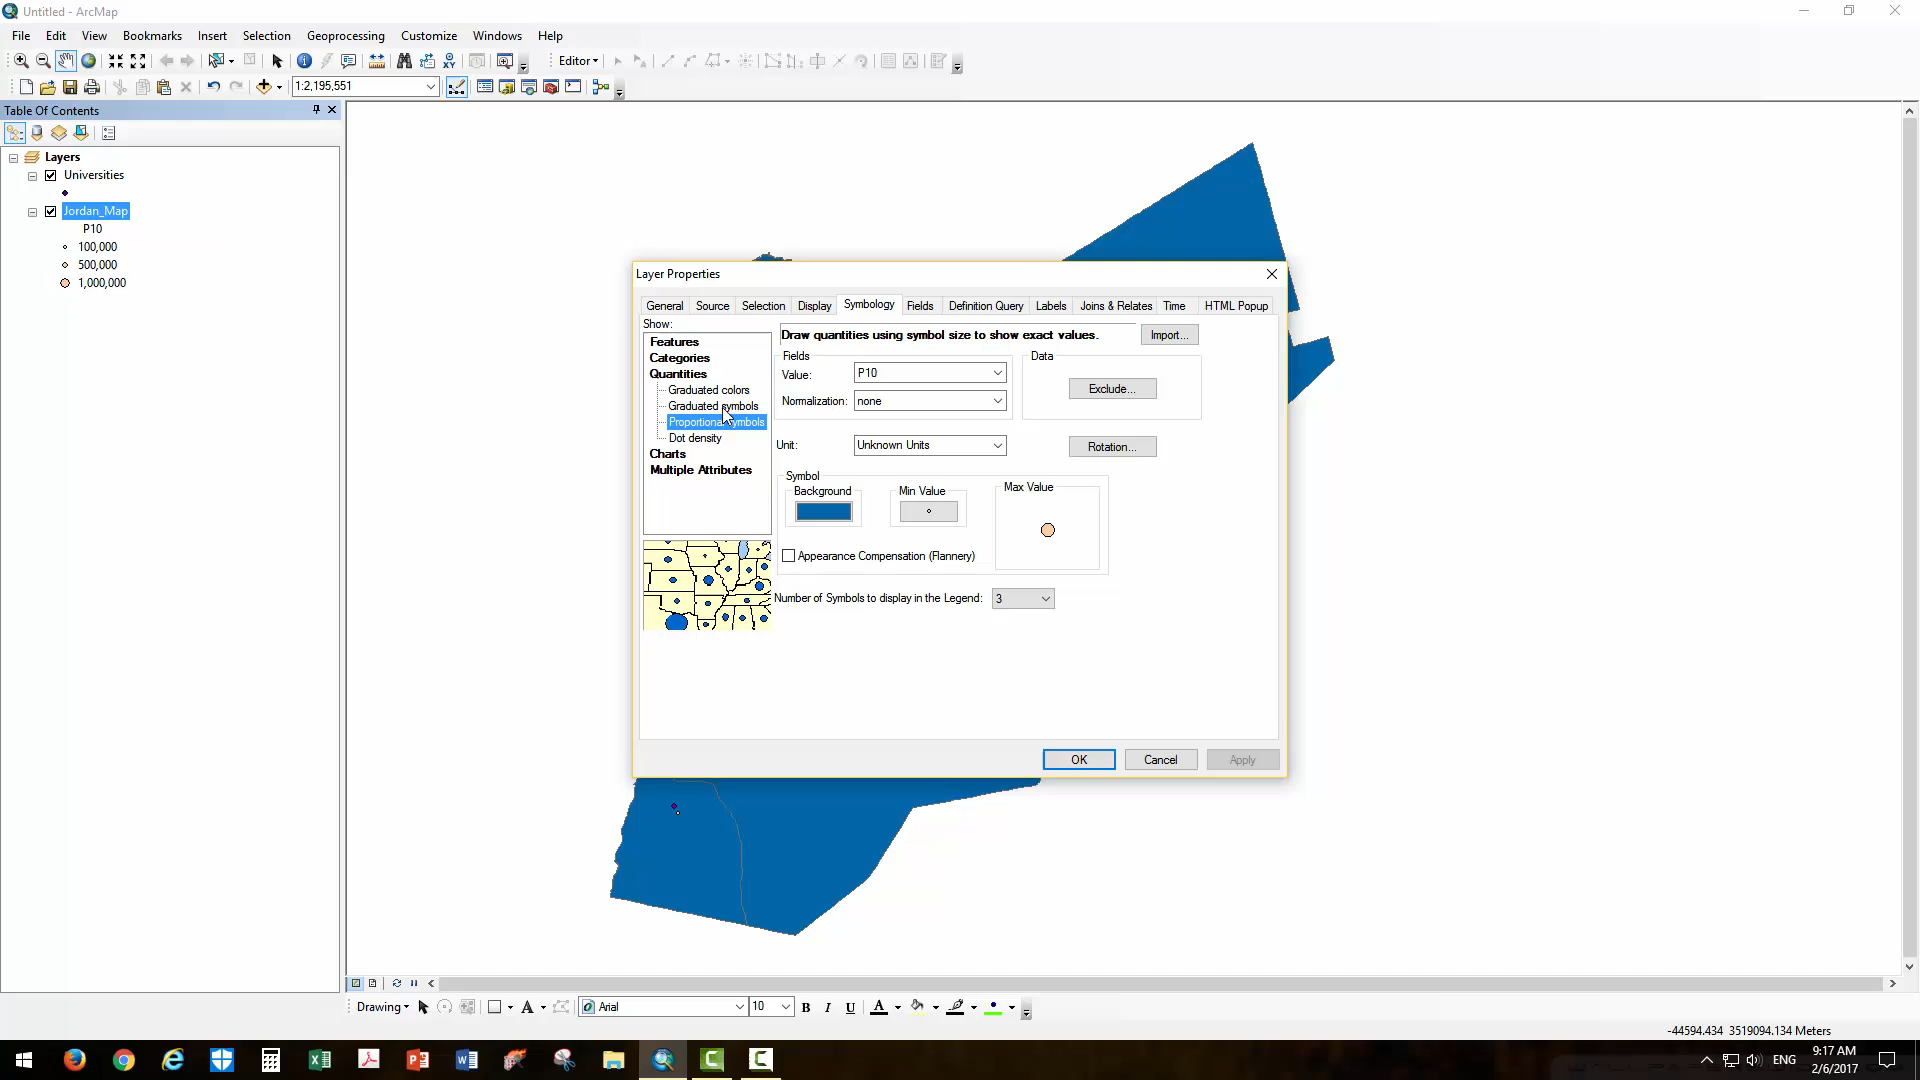 Untitled - ArcMap
File Edit View Bookmarks Insert Selection Geoprocessing Customize Windows Help
Editor
1:2,195,551
Table Of Contents
Layers
Universities
Jordan_Map
P10
100,000
500,000
1,000,000
Layer Properties
General Source Selection Display Symbology Fields Definition Query Labels Joins & Relates Time HTML Popup
Show:
Features
Categories
Quantities
Graduated colors
Graduated symbols
Proportional symbols
Dot density
Charts
Multiple Attributes
Draw quantities using symbol size to show exact values.
Import...
Fields
Value: P10
Normalization: none
Data
Exclude...
Unit: Unknown Units
Rotation...
Symbol
Background
Min Value
Max Value
Appearance Compensation (Flannery)
Number of Symbols to display in the Legend: 3
OK Cancel Apply
Drawing
Arial 10 B I U A
-44594.434 3519094.134 Meters
ENG
9:17 AM
2/6/2017